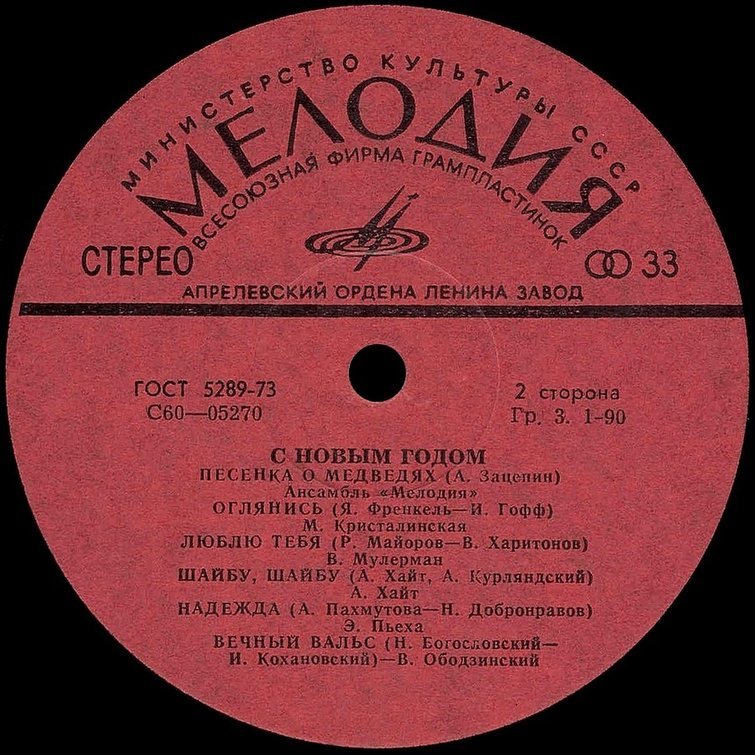 МИНИСТЕРСТВО КУЛЬТУРЫ СССР
МЕЛОДИЯ
ВСЕСОЮЗНАЯ ФИРМА ГРАМПЛАСТИНОК
СТЕРЕО
33
АПРЕЛЕВСКИЙ ОРДЕНА ЛЕНИНА ЗАВОД
ГОСТ 5289-73
2 сторона
С60—05270
Гр. 3. 1-90
С НОВЫМ ГОДОМ
ПЕСЕНКА О МЕДВЕДЯХ (А. Зацепин)
Ансамбль «Мелодия»
ОГЛЯНИСЬ (Я. Френкель—И. Гофф)
М. Кристалинская
ЛЮБЛЮ ТЕБЯ (Р. Майоров—В. Харитонов)
В. Мулерман
ШАЙБУ, ШАЙБУ (А. Хайт, А. Курляндский)
А. Хайт
НАДЕЖДА (А. Пахмутова—Н. Добронравов)
Э. Пьеха
ВЕЧНЫЙ ВАЛЬС (Н. Богословский—
И. Кохановский)—В. Ободзинский